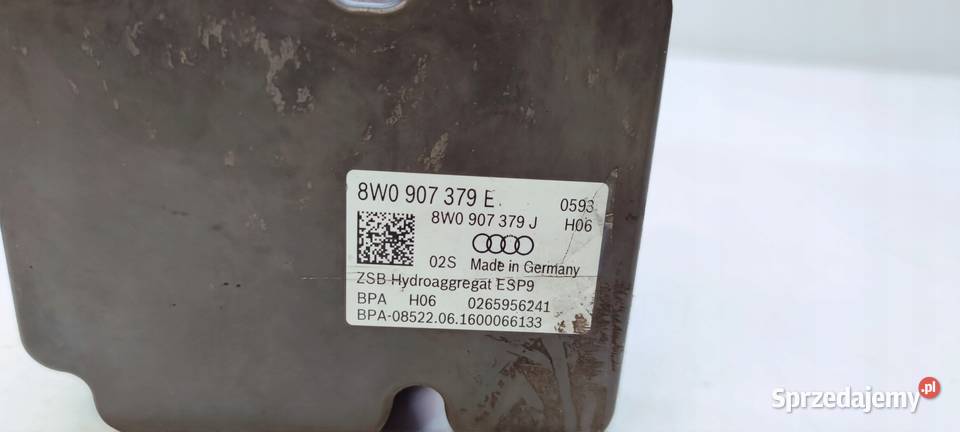 8W0 907 379 E
0593
8W0 907 379 J
H06
02S Made in Germany
ZSB Hydroaggregat ESP9
BPA H06 0265956241
BPA-08522.06.1600066133
Sprzedajemy.pl